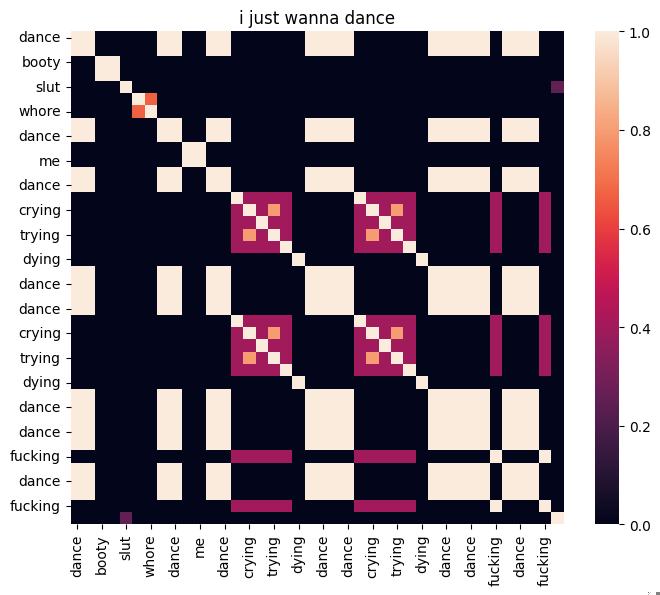 i just wanna dance
dance
booty
slut
whore
dance
me
dance
crying
trying
dying
dance
dance
crying
trying
dying
dance
dance
fucking
dance
fucking
1.0
0.8
0.6
0.4
0.2
0.0
dance
booty
slut
whore
dance
me
dance
crying
trying
dying
dance
dance
crying
trying
dying
dance
dance
fucking
dance
fucking